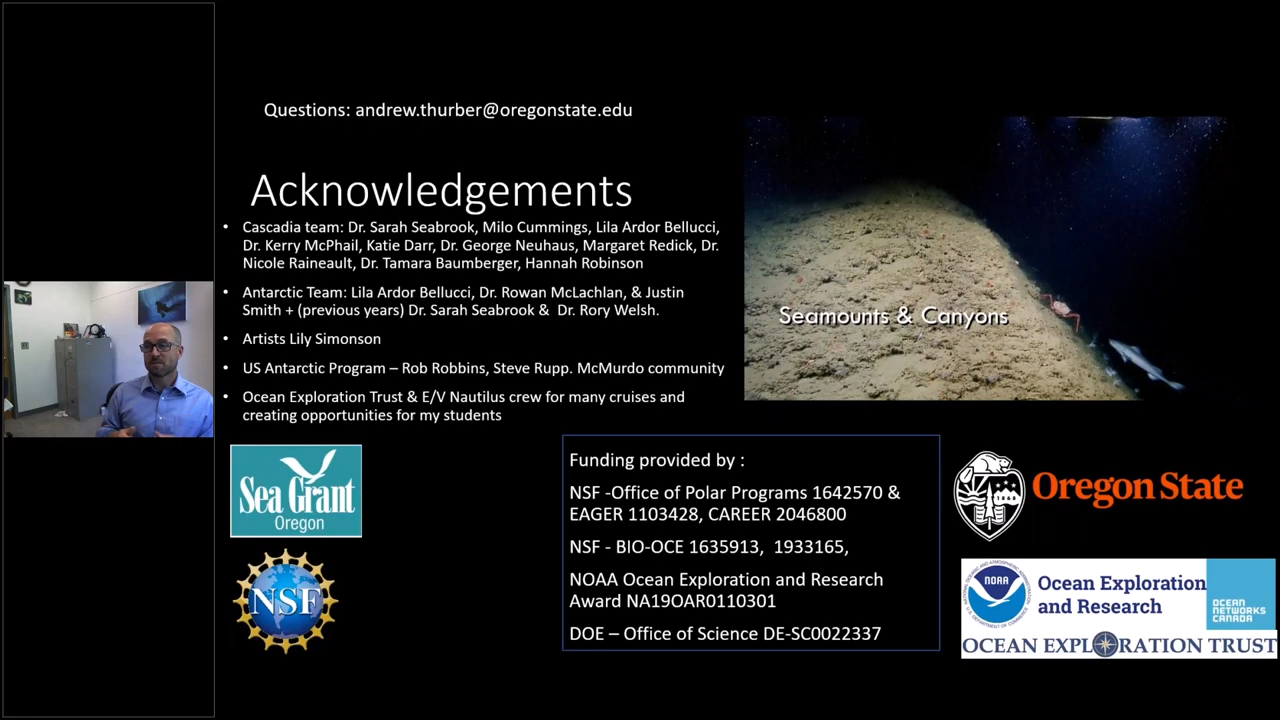 Questions: andrew.thurber@oregonstate.edu
Acknowledgements
• Cascadia team: Dr. Sarah Seabrook, Milo Cummings, Lila Ardor Bellucci,
Dr. Kerry McPhail, Katie Darr, Dr. George Neuhaus, Margaret Redick, Dr.
Nicole Raineault, Dr. Tamara Baumberger, Hannah Robinson
• Antarctic Team: Lila Ardor Bellucci, Dr. Rowan McLachlan, & Justin
Smith + (previous years) Dr. Sarah Seabrook & Dr. Rory Welsh.
• Artists Lily Simonson
• US Antarctic Program – Rob Robbins, Steve Rupp. McMurdo community
• Ocean Exploration Trust & E/V Nautilus crew for many cruises and
creating opportunities for my students
Seamounts & Canyons
Sea Grant
Oregon
NSF
Funding provided by :
NSF -Office of Polar Programs 1642570 &
EAGER 1103428, CAREER 2046800
NSF - BIO-OCE 1635913, 1933165,
NOAA Ocean Exploration and Research
Award NA19OAR0110301
DOE – Office of Science DE-SC0022337
Oregon State
NOAA
Ocean Exploration
and Research
OCEAN
NETWORKS
CANADA
OCEAN EXPLORATION TRUST